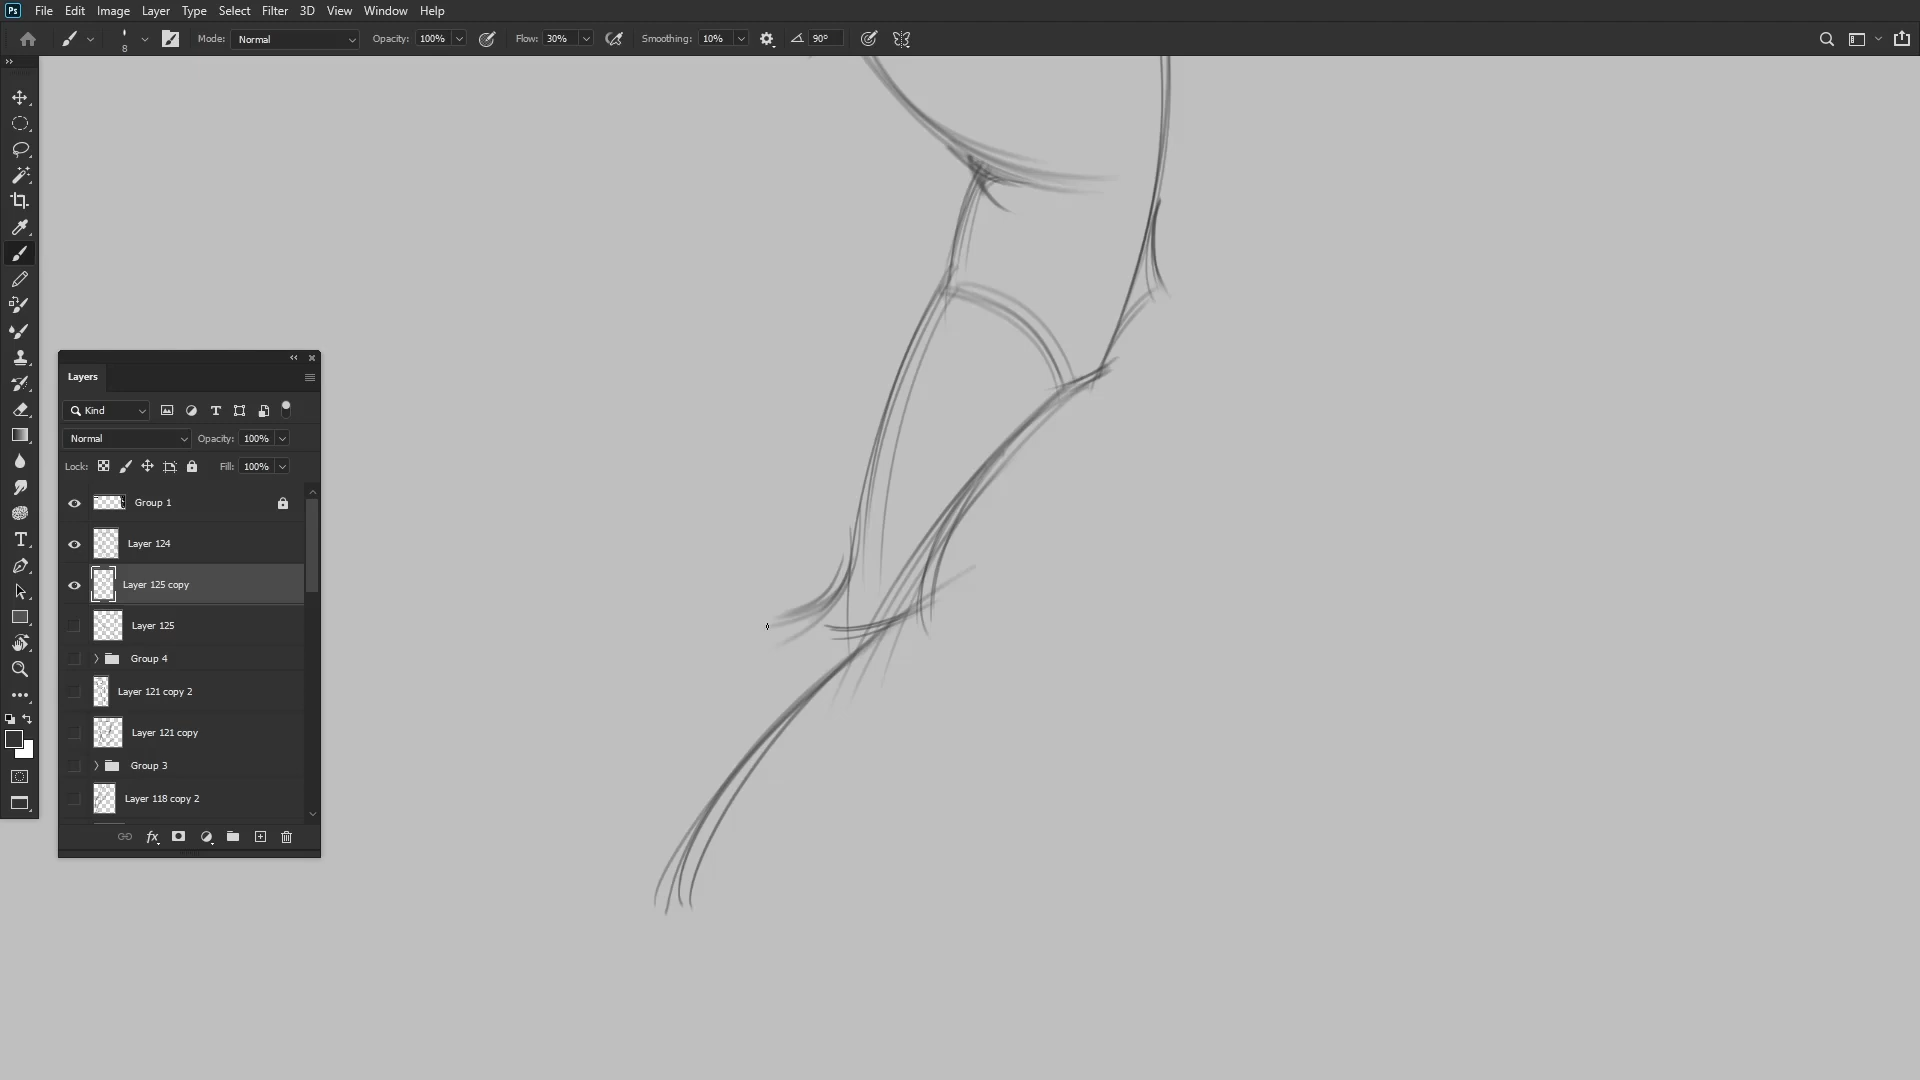 Ps File Edit Image Layer Type Select Filter 3D View Window Help
8 Mode: Normal Opacity: 100% Flow: 30% Smoothing: 10% 90°
Layers
Kind
Normal Opacity: 100%
Lock: Fill: 100%
Group 1
Layer 124
Layer 125 copy
Layer 125
Group 4
Layer 121 copy 2
Layer 121 copy
Group 3
Layer 118 copy 2
fx